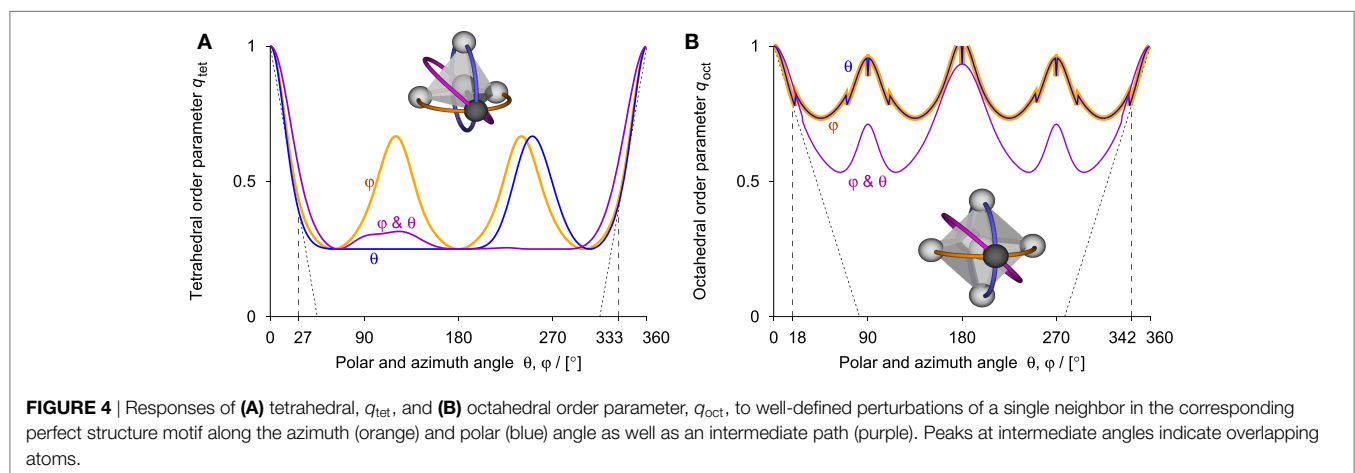 A
1
0.5
0
Tetrahedral order parameter qtet
φ
φ & θ
θ
0 27 90 180 270 333 360
Polar and azimuth angle θ, φ / [°]
B
1
0.5
0
Octahedral order parameter qoct
θ
φ
φ & θ
0 18 90 180 270 342 360
Polar and azimuth angle θ, φ / [°]
FIGURE 4 | Responses of (A) tetrahedral, qtet, and (B) octahedral order parameter, qoct, to well-defined perturbations of a single neighbor in the corresponding
perfect structure motif along the azimuth (orange) and polar (blue) angle as well as an intermediate path (purple). Peaks at intermediate angles indicate overlapping
atoms.